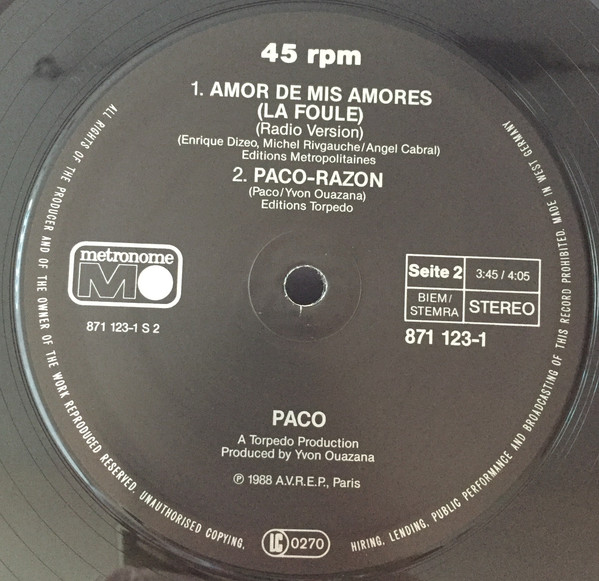 45 rpm
1. AMOR DE MIS AMORES
(LA FOULE)
(Radio Version)
(Enrique Dizeo, Michel Rivgauche/Angel Cabral)
Editions Metropolitaines
2. PACO-RAZON
(Paco/Yvon Ouazana)
Editions Torpedo
metronome
M
871 123-1 S 2
Seite 2
3:45 / 4:05
BIEM/
STEMRA
STEREO
871 123-1
PACO
A Torpedo Production
Produced by Yvon Ouazana
℗ 1988 A.V.R.E.P., Paris
LC 0270
ALL RIGHTS OF THE PRODUCER AND OF THE OWNER OF THE WORK REPRODUCED RESERVED. UNAUTHORISED COPYING, HIRING, LENDING, PUBLIC PERFORMANCE AND BROADCASTING OF THIS RECORD PROHIBITED. MADE IN WEST GERMANY